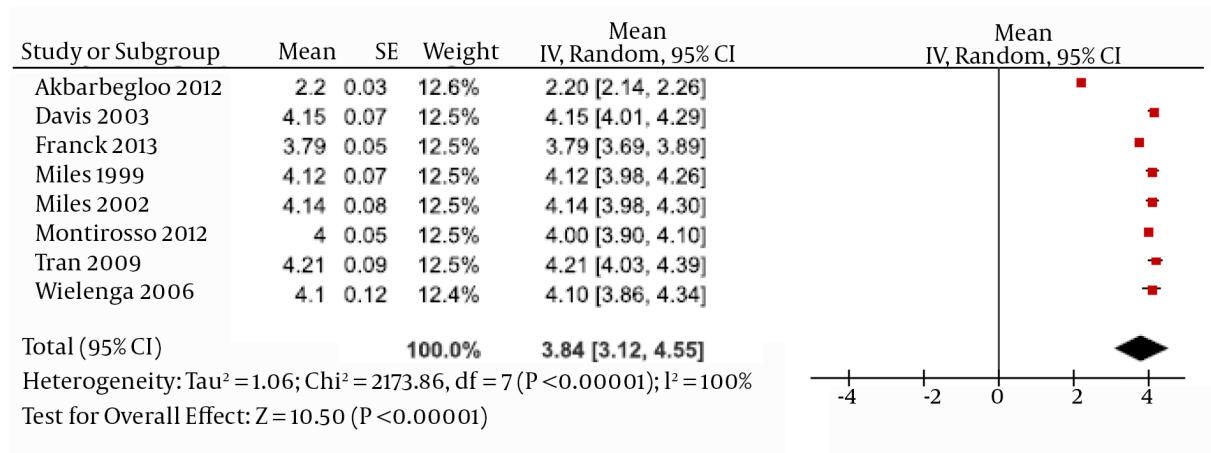 Mean Mean
Study or Subgroup Mean SE Weight IV, Random, 95% CI IV, Random, 95% CI
Akbarbegloo 2012 2.2 0.03 12.6% 2.20 [2.14, 2.26]
Davis 2003 4.15 0.07 12.5% 4.15 [4.01, 4.29]
Franck 2013 3.79 0.05 12.5% 3.79 [3.69, 3.89]
Miles 1999 4.12 0.07 12.5% 4.12 [3.98, 4.26]
Miles 2002 4.14 0.08 12.5% 4.14 [3.98, 4.30]
Montirosso 2012 4 0.05 12.5% 4.00 [3.90, 4.10]
Tran 2009 4.21 0.09 12.5% 4.21 [4.03, 4.39]
Wielenga 2006 4.1 0.12 12.4% 4.10 [3.86, 4.34]
Total (95% CI) 100.0% 3.84 [3.12, 4.55]
Heterogeneity: Tau² = 1.06; Chi² = 2173.86, df = 7 (P <0.00001); l² = 100%
-4 -2 0 2 4
Test for Overall Effect: Z = 10.50 (P <0.00001)